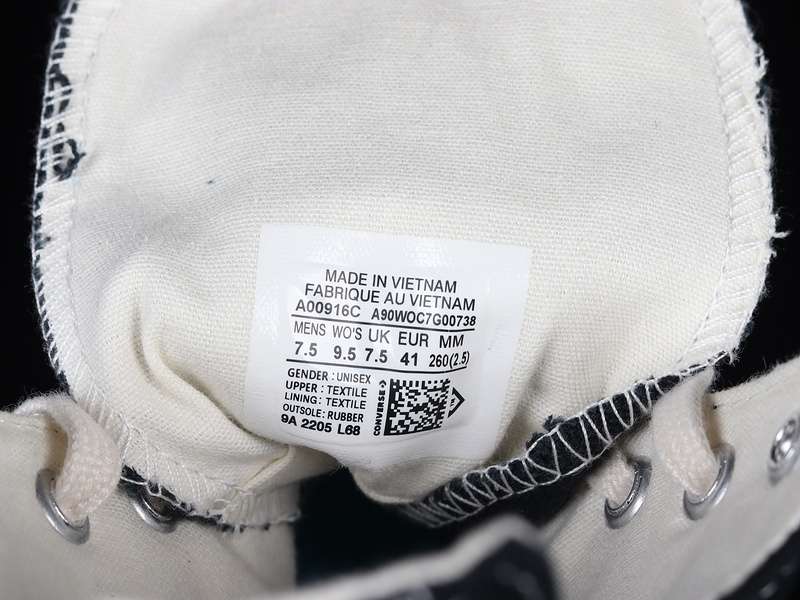 MADE IN VIETNAM
FABRIQUE AU VIETNAM
A00916C A90WOC7G00738
MENS WO'S UK EUR MM
7.5 9.5 7.5 41 260(2.5)
GENDER : UNISEX
UPPER : TEXTILE
LINING: TEXTILE
OUTSOLE: RUBBER
9A 2205 L68
CONVERSE